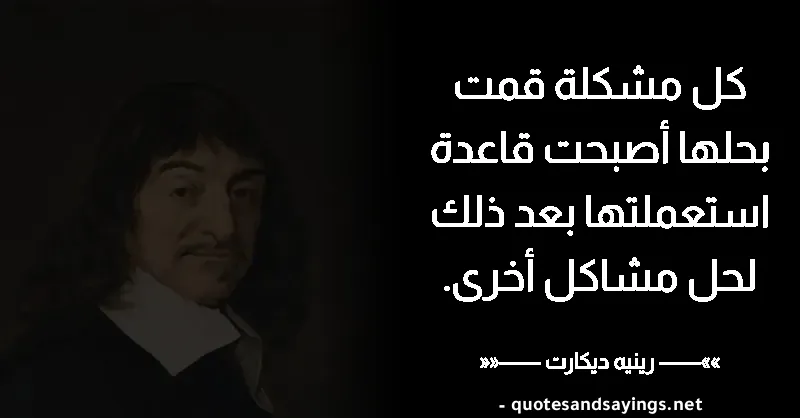 كل مشكلة قمت
بحلها أصبحت قاعدة
استعملتها بعد ذلك
لحل مشاكل أخرى.
»»——— رينيه ديكارت ———««
- quotesandsayings.net